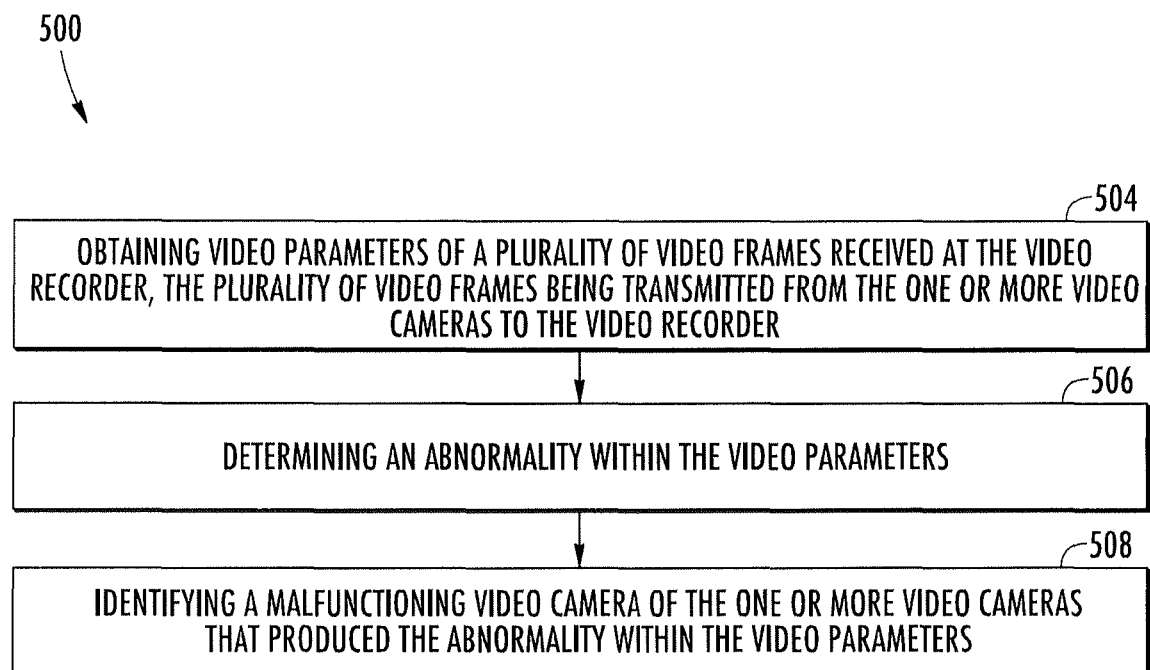 500
504
OBTAINING VIDEO PARAMETERS OF A PLURALITY OF VIDEO FRAMES RECEIVED AT THE VIDEO
RECORDER, THE PLURALITY OF VIDEO FRAMES BEING TRANSMITTED FROM THE ONE OR MORE VIDEO
CAMERAS TO THE VIDEO RECORDER
506
DETERMINING AN ABNORMALITY WITHIN THE VIDEO PARAMETERS
508
IDENTIFYING A MALFUNCTIONING VIDEO CAMERA OF THE ONE OR MORE VIDEO CAMERAS
THAT PRODUCED THE ABNORMALITY WITHIN THE VIDEO PARAMETERS